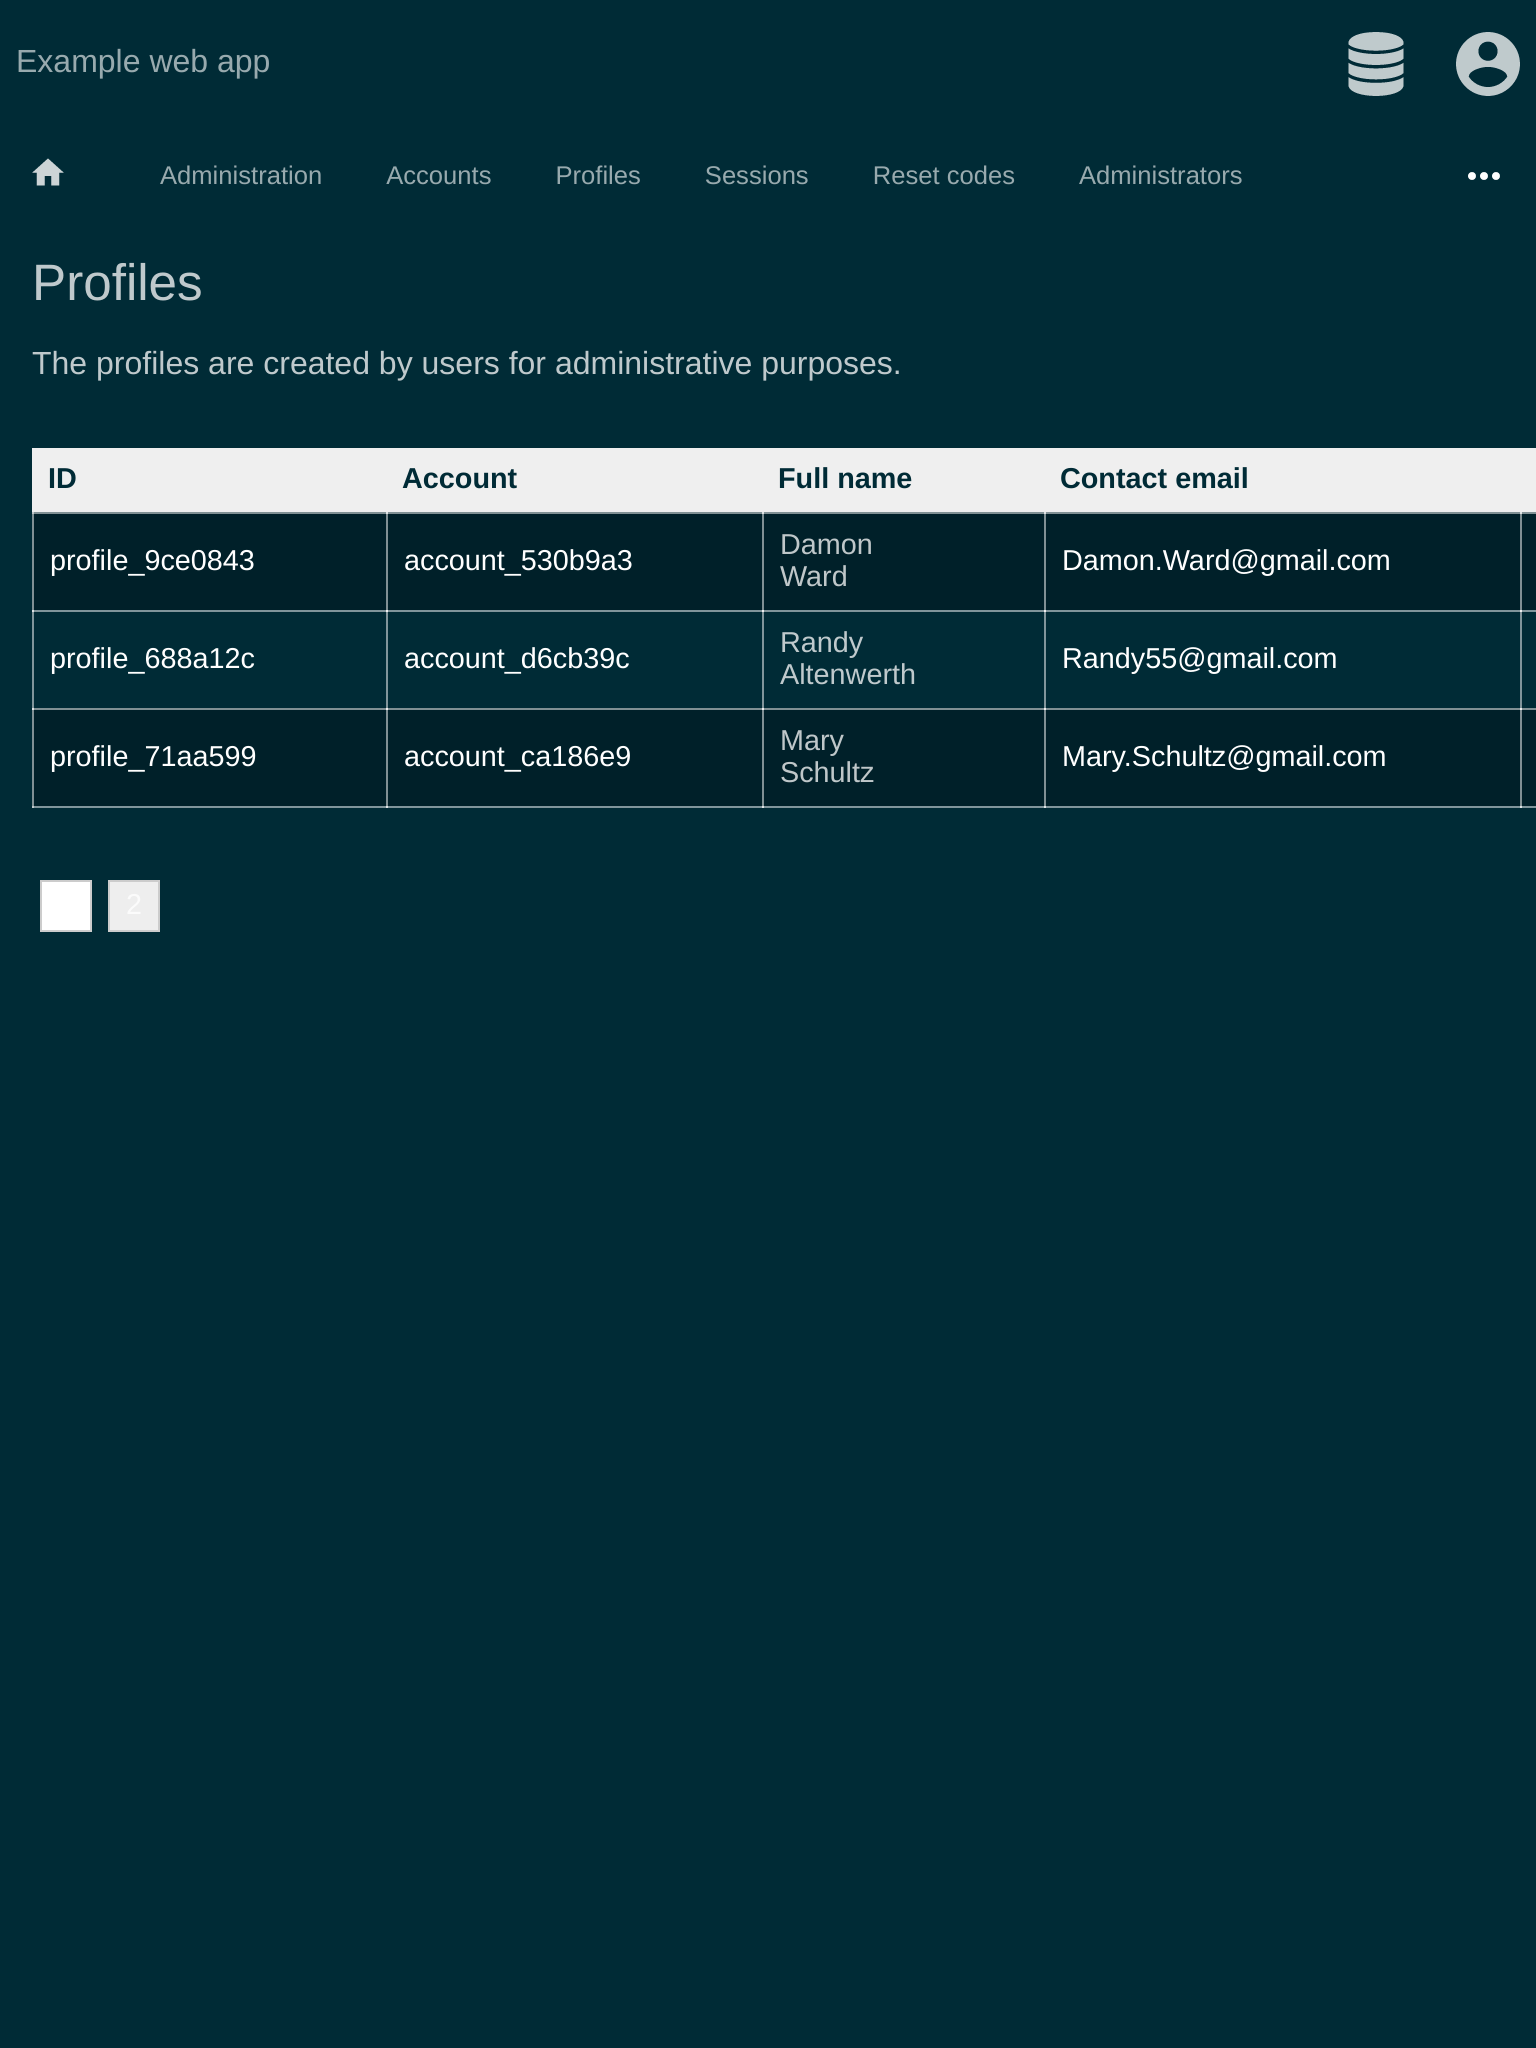 Example web app
Administration Accounts Profiles Sessions Reset codes Administrators
Profiles
The profiles are created by users for administrative purposes.
ID Account Full name Contact email
profile_9ce0843 account_530b9a3 Damon Ward Damon.Ward@gmail.com
profile_688a12c account_d6cb39c Randy Altenwerth Randy55@gmail.com
profile_71aa599 account_ca186e9 Mary Schultz Mary.Schultz@gmail.com
2